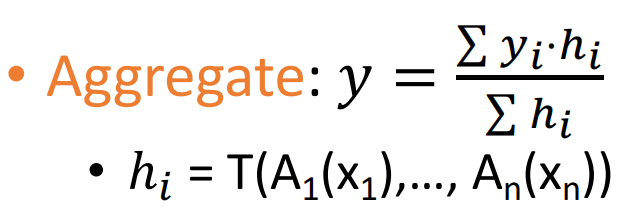 • Aggregate: y = ∑ yᵢ·hᵢ / ∑ hᵢ
• hᵢ = T(A₁(x₁),…, Aₙ(xₙ))